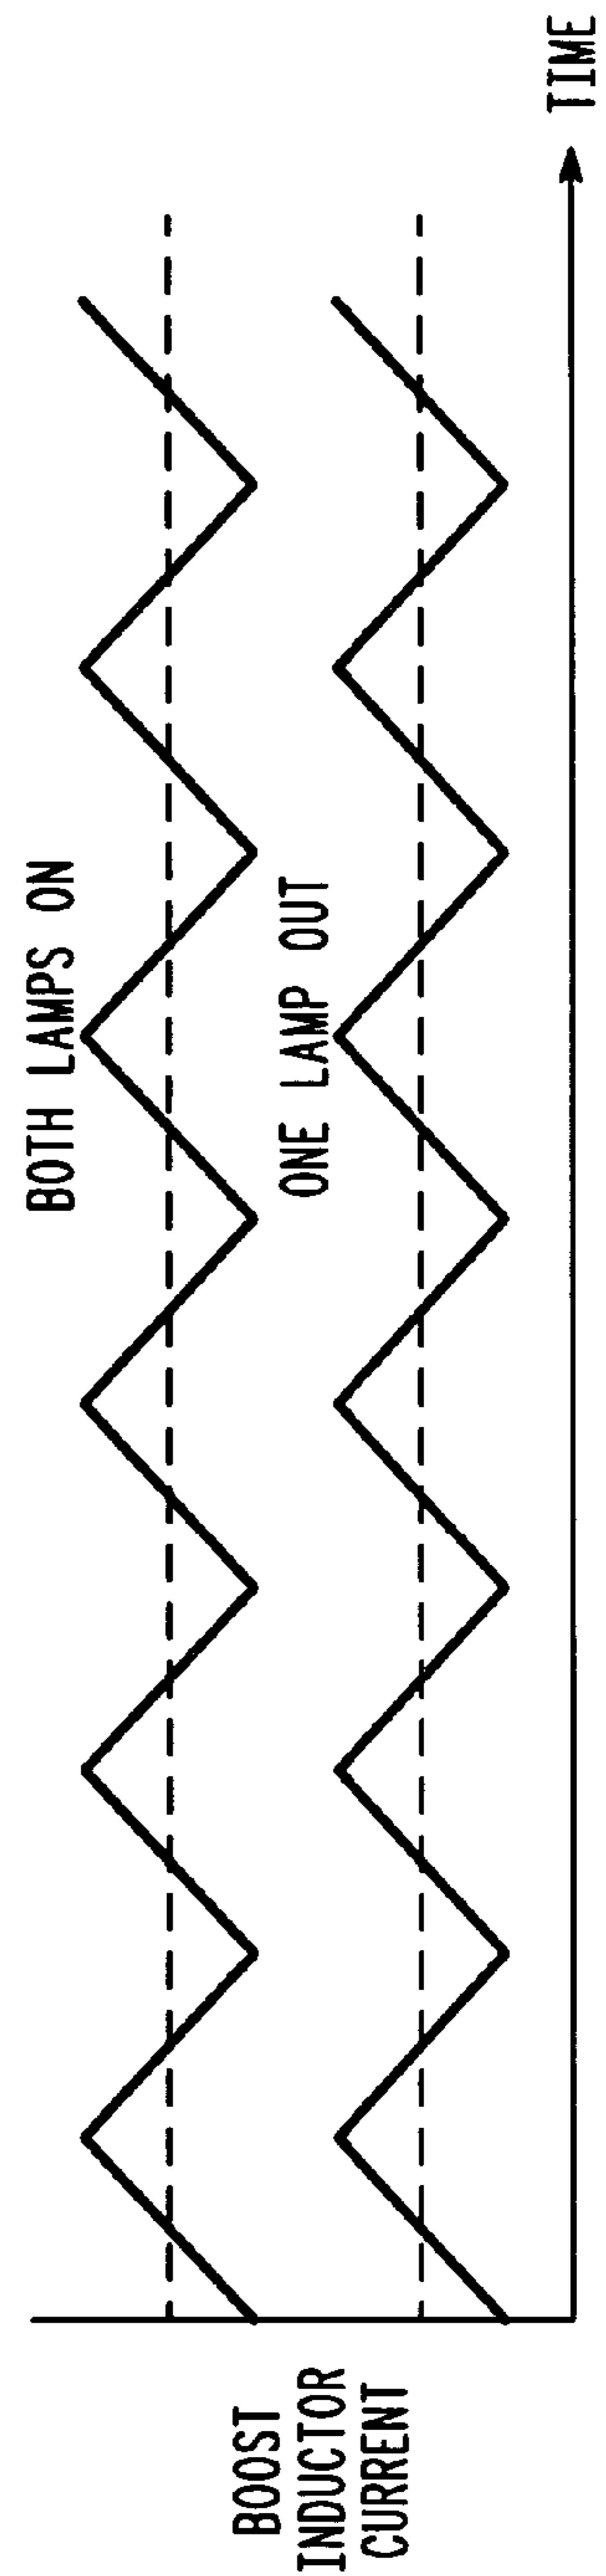 BOTH LAMPS ON
ONE LAMP OUT
BOOST
INDUCTOR
CURRENT
TIME